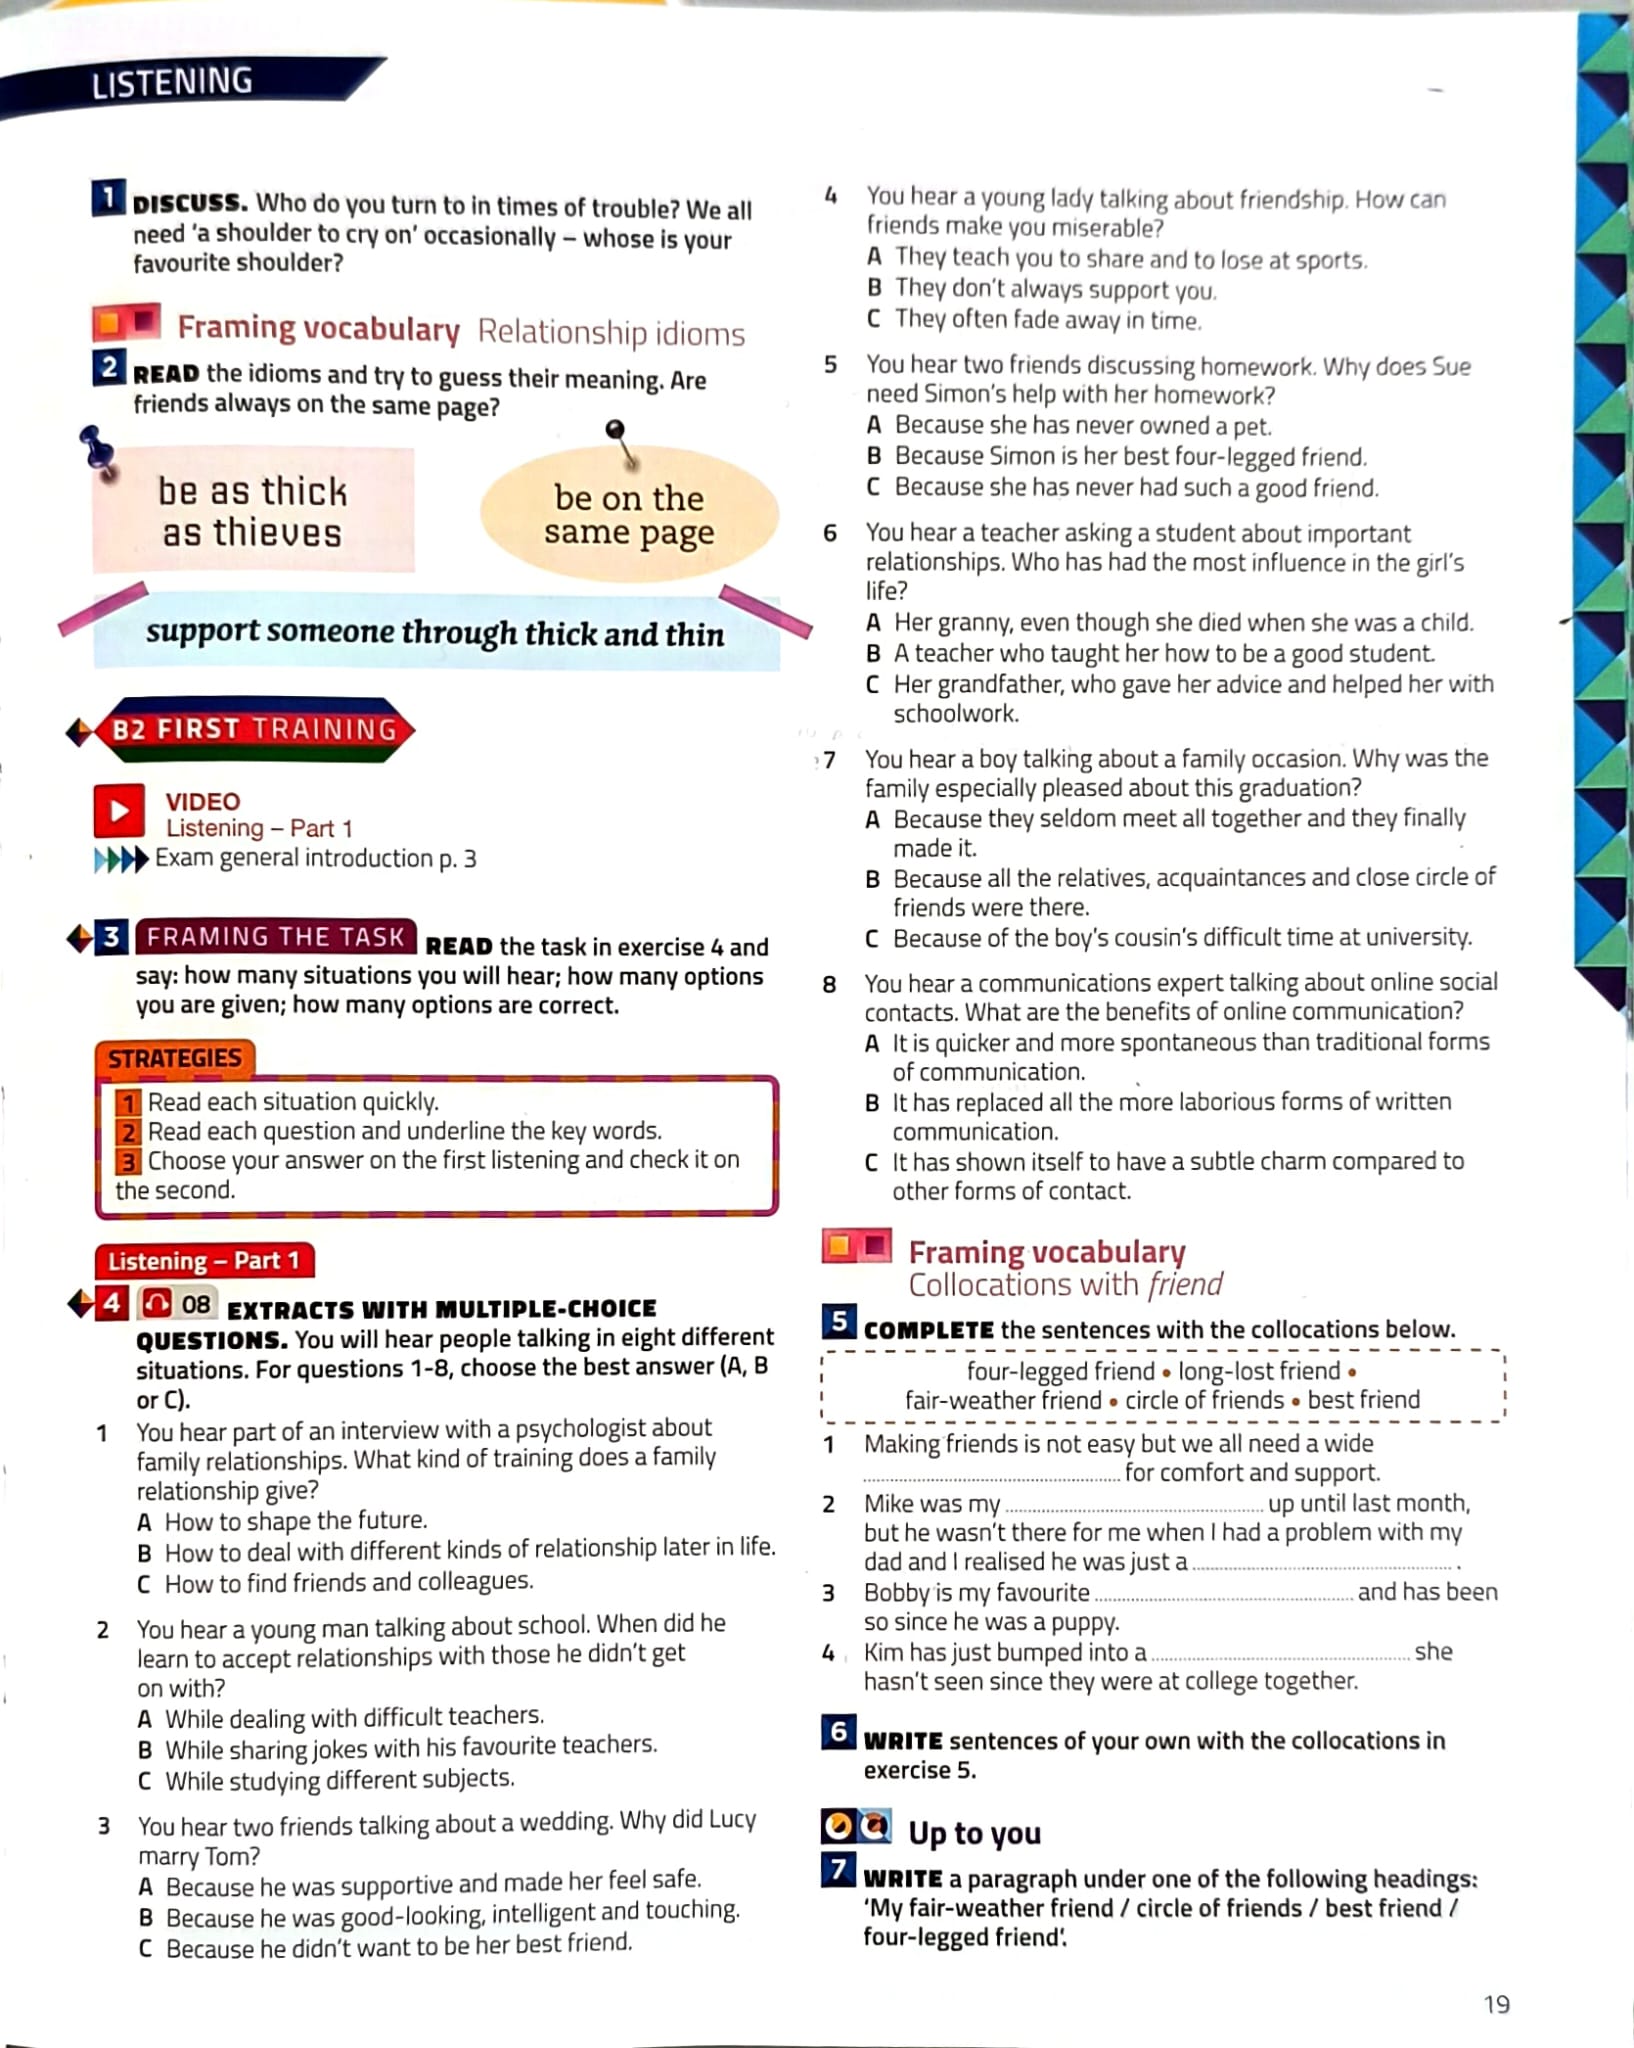 LISTENING
1 DISCUSS. Who do you turn to in times of trouble? We all
need 'a shoulder to cry on' occasionally – whose is your
favourite shoulder?
Framing vocabulary Relationship idioms
2 READ the idioms and try to guess their meaning. Are
friends always on the same page?
be as thick
as thieves
be on the
same page
support someone through thick and thin
B2 FIRST TRAINING
VIDEO
Listening – Part 1
Exam general introduction p. 3
3 FRAMING THE TASK READ the task in exercise 4 and
say: how many situations you will hear; how many options
you are given; how many options are correct.
STRATEGIES
1 Read each situation quickly.
2 Read each question and underline the key words.
3 Choose your answer on the first listening and check it on
the second.
Listening – Part 1
4 08 EXTRACTS WITH MULTIPLE-CHOICE
QUESTIONS. You will hear people talking in eight different
situations. For questions 1-8, choose the best answer (A, B
or C).
1 You hear part of an interview with a psychologist about
family relationships. What kind of training does a family
relationship give?
A How to shape the future.
B How to deal with different kinds of relationship later in life.
C How to find friends and colleagues.
2 You hear a young man talking about school. When did he
learn to accept relationships with those he didn't get
on with?
A While dealing with difficult teachers.
B While sharing jokes with his favourite teachers.
C While studying different subjects.
3 You hear two friends talking about a wedding. Why did Lucy
marry Tom?
A Because he was supportive and made her feel safe.
B Because he was good-looking, intelligent and touching.
C Because he didn't want to be her best friend.
4 You hear a young lady talking about friendship. How can
friends make you miserable?
A They teach you to share and to lose at sports.
B They don't always support you.
C They often fade away in time.
5 You hear two friends discussing homework. Why does Sue
need Simon's help with her homework?
A Because she has never owned a pet.
B Because Simon is her best four-legged friend.
C Because she has never had such a good friend.
6 You hear a teacher asking a student about important
relationships. Who has had the most influence in the girl's
life?
A Her granny, even though she died when she was a child.
B A teacher who taught her how to be a good student.
C Her grandfather, who gave her advice and helped her with
schoolwork.
7 You hear a boy talking about a family occasion. Why was the
family especially pleased about this graduation?
A Because they seldom meet all together and they finally
made it.
B Because all the relatives, acquaintances and close circle of
friends were there.
C Because of the boy's cousin's difficult time at university.
8 You hear a communications expert talking about online social
contacts. What are the benefits of online communication?
A It is quicker and more spontaneous than traditional forms
of communication.
B It has replaced all the more laborious forms of written
communication.
C It has shown itself to have a subtle charm compared to
other forms of contact.
Framing vocabulary
Collocations with friend
5 COMPLETE the sentences with the collocations below.
four-legged friend • long-lost friend •
fair-weather friend • circle of friends • best friend
1 Making friends is not easy but we all need a wide
........................ for comfort and support.
2 Mike was my ........................ up until last month,
but he wasn't there for me when I had a problem with my
dad and I realised he was just a ........................ .
3 Bobby is my favourite ........................ and has been
so since he was a puppy.
4 Kim has just bumped into a ........................ she
hasn't seen since they were at college together.
6 WRITE sentences of your own with the collocations in
exercise 5.
Up to you
7 WRITE a paragraph under one of the following headings:
'My fair-weather friend / circle of friends / best friend /
four-legged friend'.
19